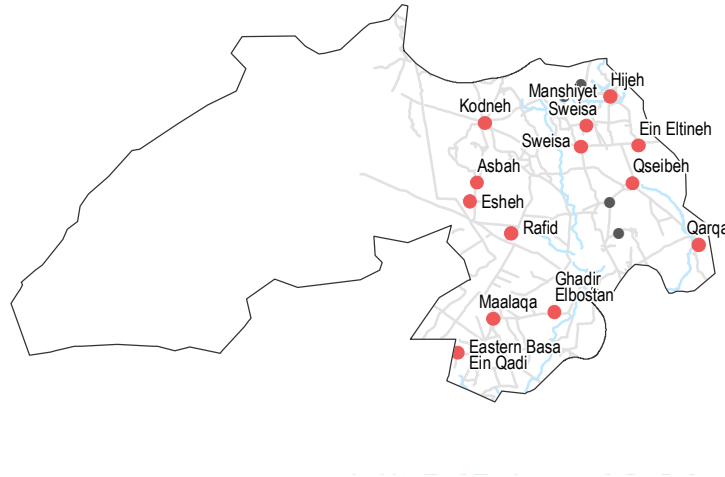 Hijeh
Manshiyet
Sweisa
Kodneh
Ein Eltineh
Sweisa
Asbah
Qseibeh
Esheh
Rafid
Qarqa
Ghadir
Elbostan
Maalaqa
Eastern Basa
Ein Qadi